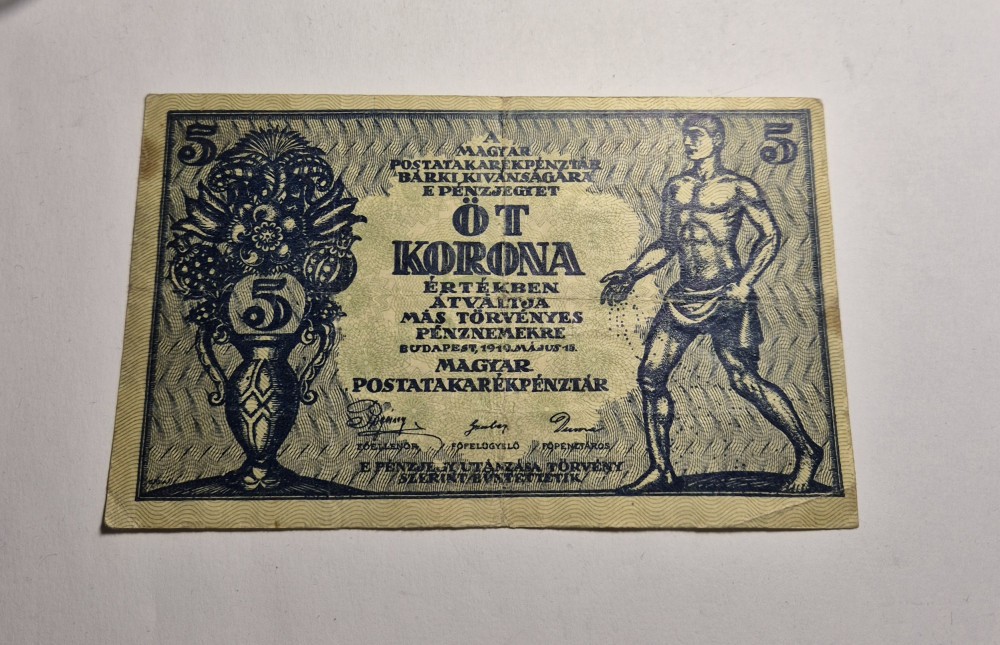 5
5
A
MAGYAR
POSTATAKARÉKPÉNZTÁR
BÁRKI KIVÁNSÁGÁRA
E PÉNZJEGYET
ÖT
KORONA
ÉRTÉKBEN
ÁTVÁLTJA
MÁS TÖRVÉNYES
PÉNZNEMEKRE
BUDAPEST, 1919. MÁJUS 15.
MAGYAR
POSTATAKARÉKPÉNZTÁR
FŐELLENŐR FŐFELÜGYELŐ FŐPÉNZTÁROS
E PÉNZJEGY UTÁNZÁSA TÖRVÉNY
SZERINT BÜNTETTETIK
5